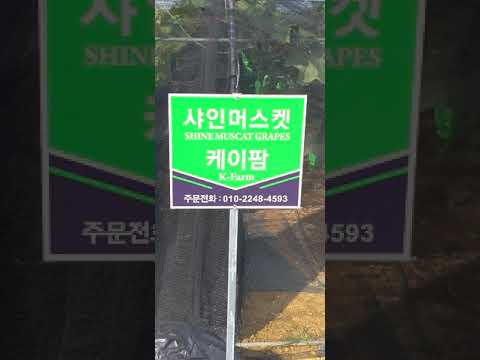 샤인머스켓
SHINE MUSCAT GRAPES
케이팜
K-Farm
주문전화 : 010-2248-4593